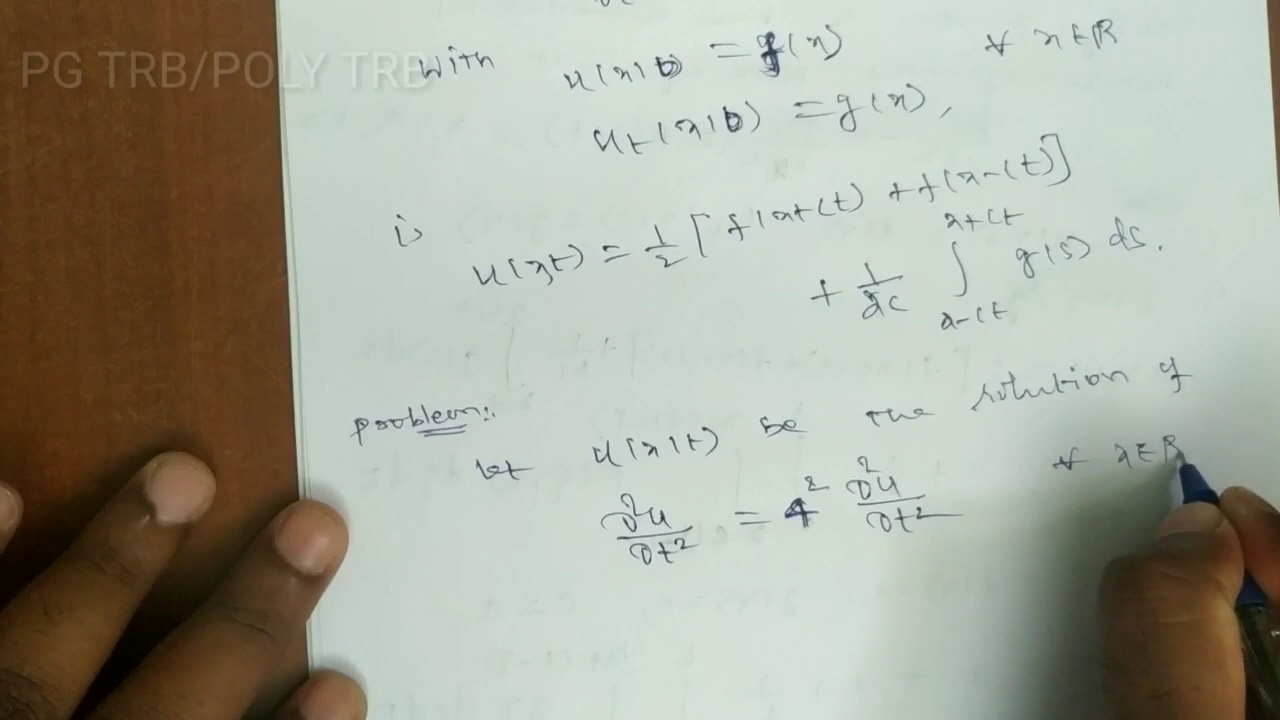 PG TRB/POLY TRB
with u(x,0) = f(x) ∀ x∈R
u_t(x,0) = g(x),
is
u(x,t) = 1/2 [f(x+ct) + f(x-ct)]
+ 1/2c ∫_{x-ct}^{x+ct} g(s) ds.
problem:
let u(x,t) be the solution of
∂²u/∂t² = 4² ∂²u/∂t² ∀ x∈R